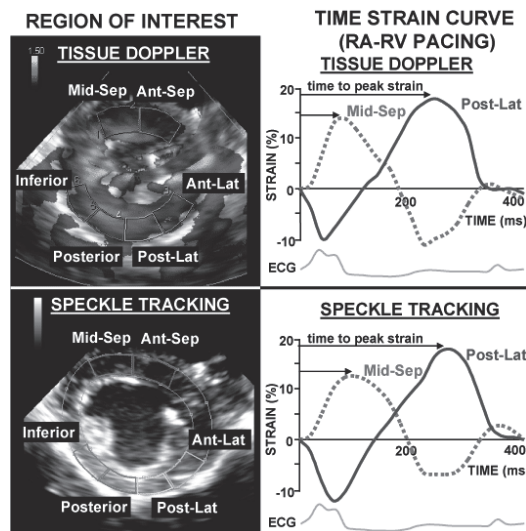 REGION OF INTEREST
TISSUE DOPPLER
1.50
Mid-Sep Ant-Sep
Inferior
Ant-Lat
Posterior Post-Lat
TIME STRAIN CURVE
(RA-RV PACING)
TISSUE DOPPLER
time to peak strain
Mid-Sep
Post-Lat
STRAIN (%)
20
10
0
-10
200
400
TIME (ms)
ECG
SPECKLE TRACKING
Mid-Sep Ant-Sep
Inferior
Ant-Lat
Posterior Post-Lat
SPECKLE TRACKING
time to peak strain
Mid-Sep
Post-Lat
STRAIN (%)
20
10
0
-10
200
400
TIME (ms)
ECG